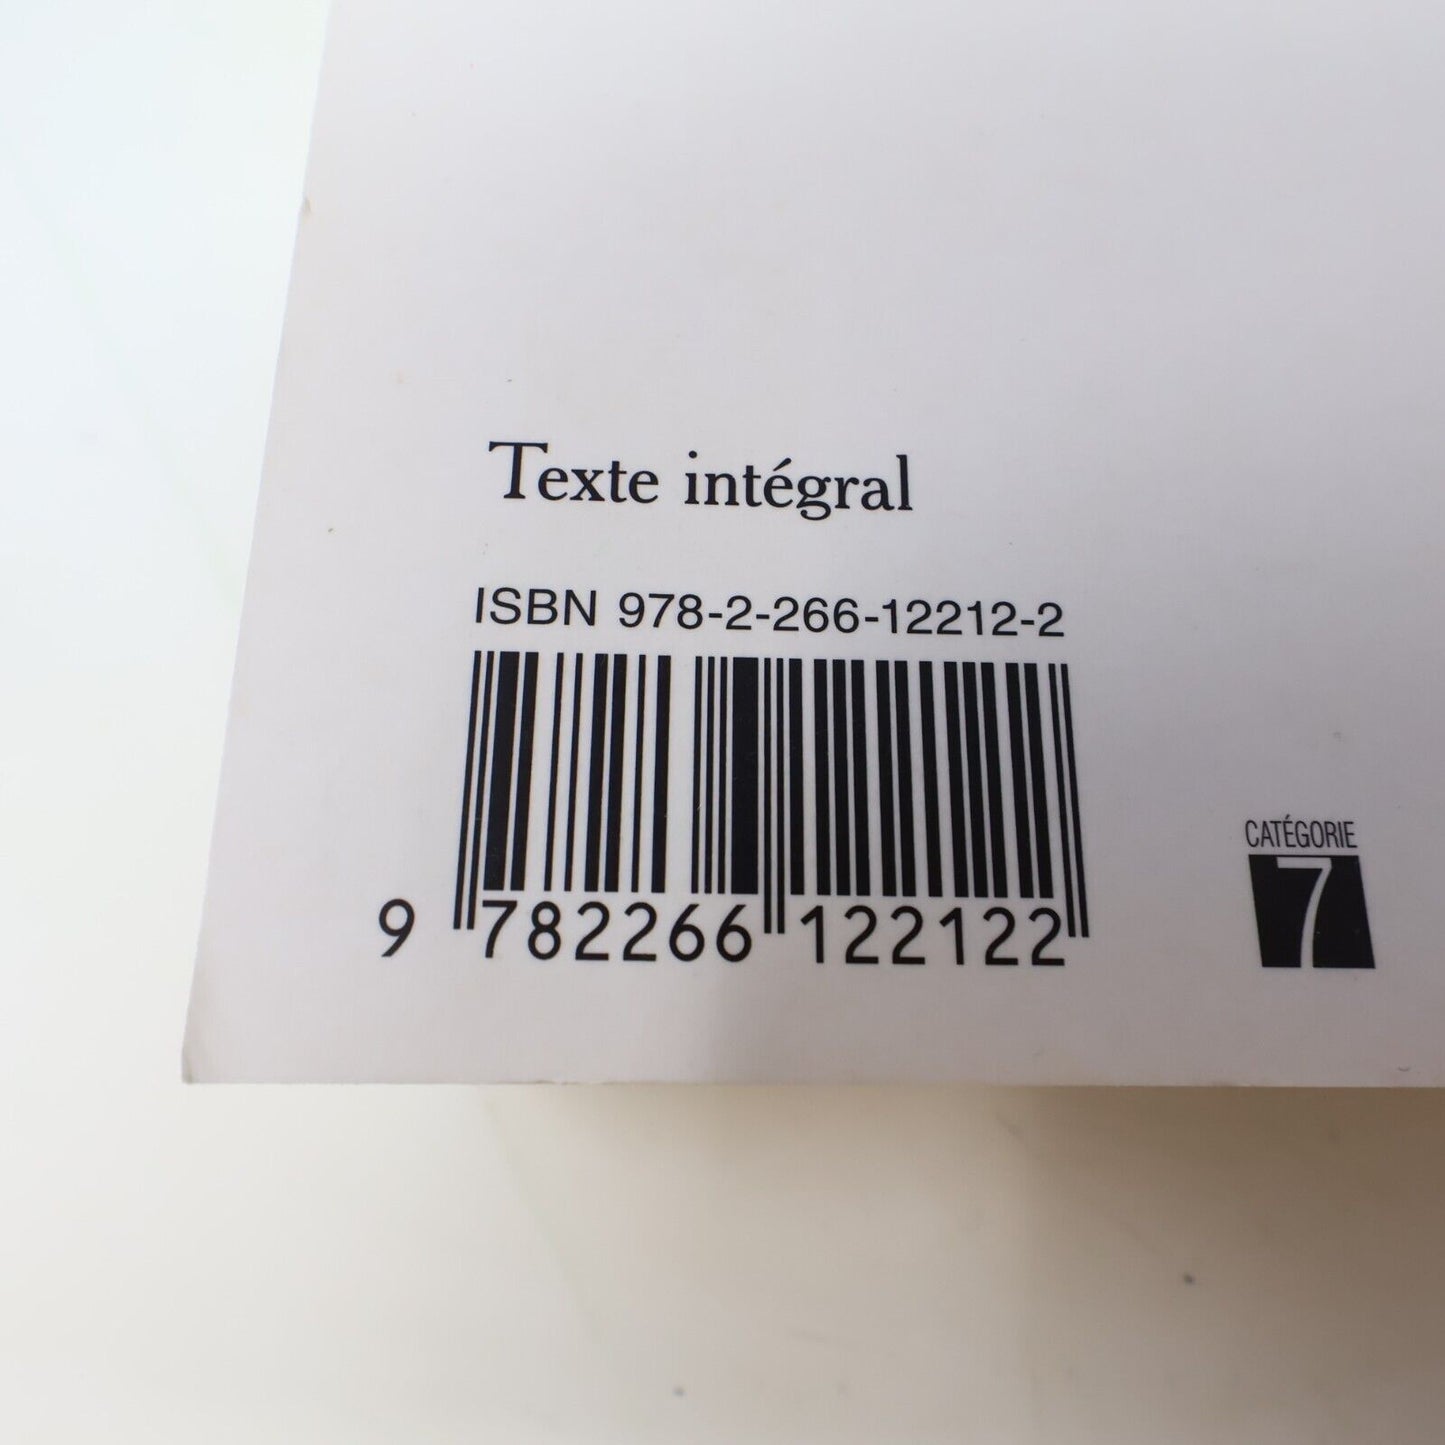 Texte intégral
ISBN 978-2-266-12212-2
9 782266 122122
CATÉGORIE
7